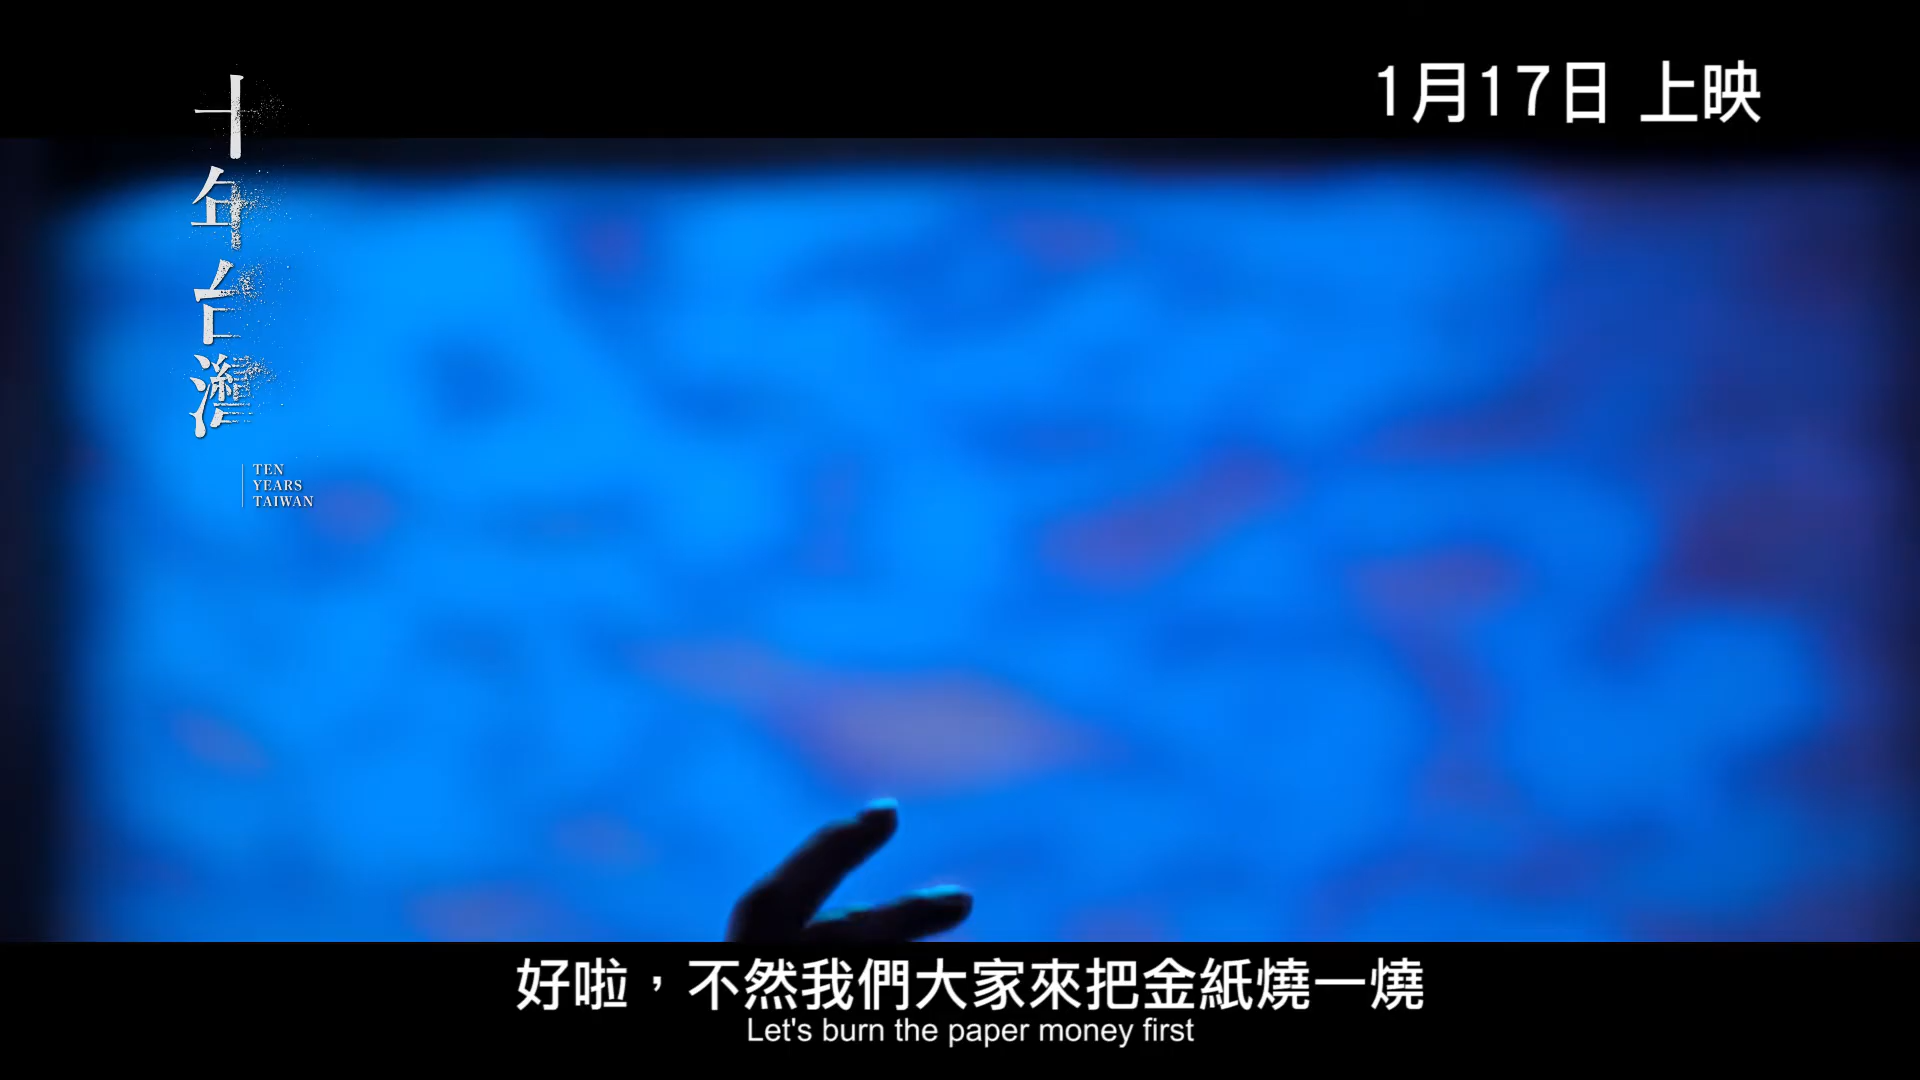 1月17日 上映
十年台灣
TEN
YEARS
TAIWAN
好啦，不然我們大家來把金紙燒一燒
Let's burn the paper money first